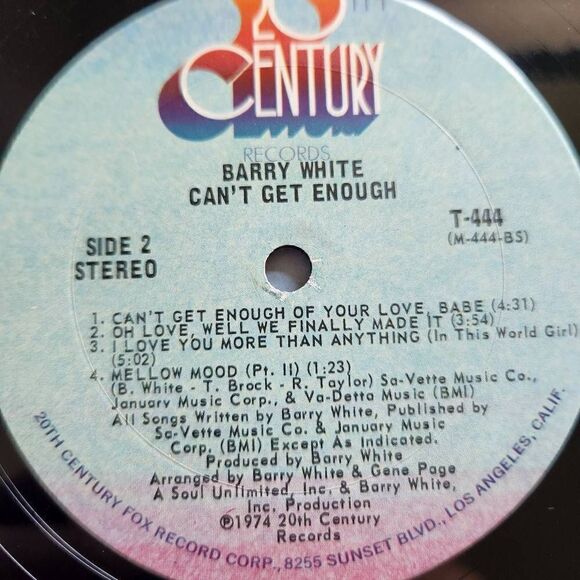 20TH
CENTURY
RECORDS
BARRY WHITE
CAN'T GET ENOUGH
T-444
(M-444-BS)
SIDE 2
STEREO
1. CAN'T GET ENOUGH OF YOUR LOVE, BABE (4:31)
2. OH LOVE, WELL WE FINALLY MADE IT (3:54)
3. I LOVE YOU MORE THAN ANYTHING (In This World Girl)
(5:02)
4. MELLOW MOOD (Pt. II) (1:23)
(B. White - T. Brock - R. Taylor) Sa-Vette Music Co.,
January Music Corp., & Va-Detta Music (BMI)
All Songs Written by Barry White, Published by
Sa-Vette Music Co. & January Music
Corp. (BMI) Except As Indicated.
Produced by Barry White
Arranged by Barry White & Gene Page
A Soul Unlimited, Inc. & Barry White,
Inc. Production
℗1974 20th Century
Records
20TH CENTURY FOX RECORD CORP., 8255 SUNSET BLVD., LOS ANGELES, CALIF.